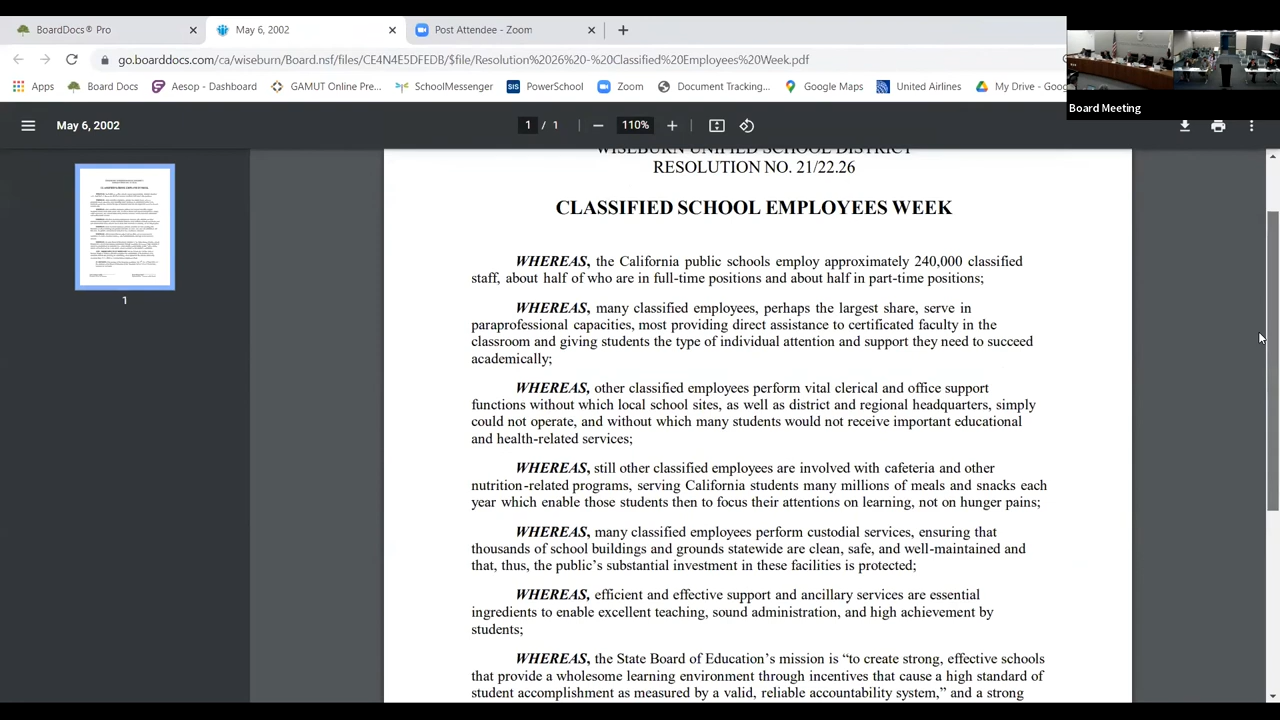 BoardDocs® Pro
May 6, 2002
Post Attendee - Zoom
go.boarddocs.com/ca/wiseburn/Board.nsf/files/CE4N4E5DFEDB/$file/Resolution%2026%20-%20Classified%20Employees%20Week.pdf
Apps
Board Docs
Aesop - Dashboard
GAMUT Online Pre...
SchoolMessenger
SIS
PowerSchool
Zoom
Document Tracking...
Google Maps
United Airlines
My Drive - Goog
Board Meeting
May 6, 2002
1 / 1
110%
1
WISEBURN UNIFIED SCHOOL DISTRICT
RESOLUTION NO. 21/22.26
CLASSIFIED SCHOOL EMPLOYEES WEEK
WHEREAS, the California public schools employ approximately 240,000 classified
staff, about half of who are in full-time positions and about half in part-time positions;
WHEREAS, many classified employees, perhaps the largest share, serve in
paraprofessional capacities, most providing direct assistance to certificated faculty in the
classroom and giving students the type of individual attention and support they need to succeed
academically;
WHEREAS, other classified employees perform vital clerical and office support
functions without which local school sites, as well as district and regional headquarters, simply
could not operate, and without which many students would not receive important educational
and health-related services;
WHEREAS, still other classified employees are involved with cafeteria and other
nutrition-related programs, serving California students many millions of meals and snacks each
year which enable those students then to focus their attentions on learning, not on hunger pains;
WHEREAS, many classified employees perform custodial services, ensuring that
thousands of school buildings and grounds statewide are clean, safe, and well-maintained and
that, thus, the public’s substantial investment in these facilities is protected;
WHEREAS, efficient and effective support and ancillary services are essential
ingredients to enable excellent teaching, sound administration, and high achievement by
students;
WHEREAS, the State Board of Education’s mission is “to create strong, effective schools
that provide a wholesome learning environment through incentives that cause a high standard of
student accomplishment as measured by a valid, reliable accountability system,” and a strong